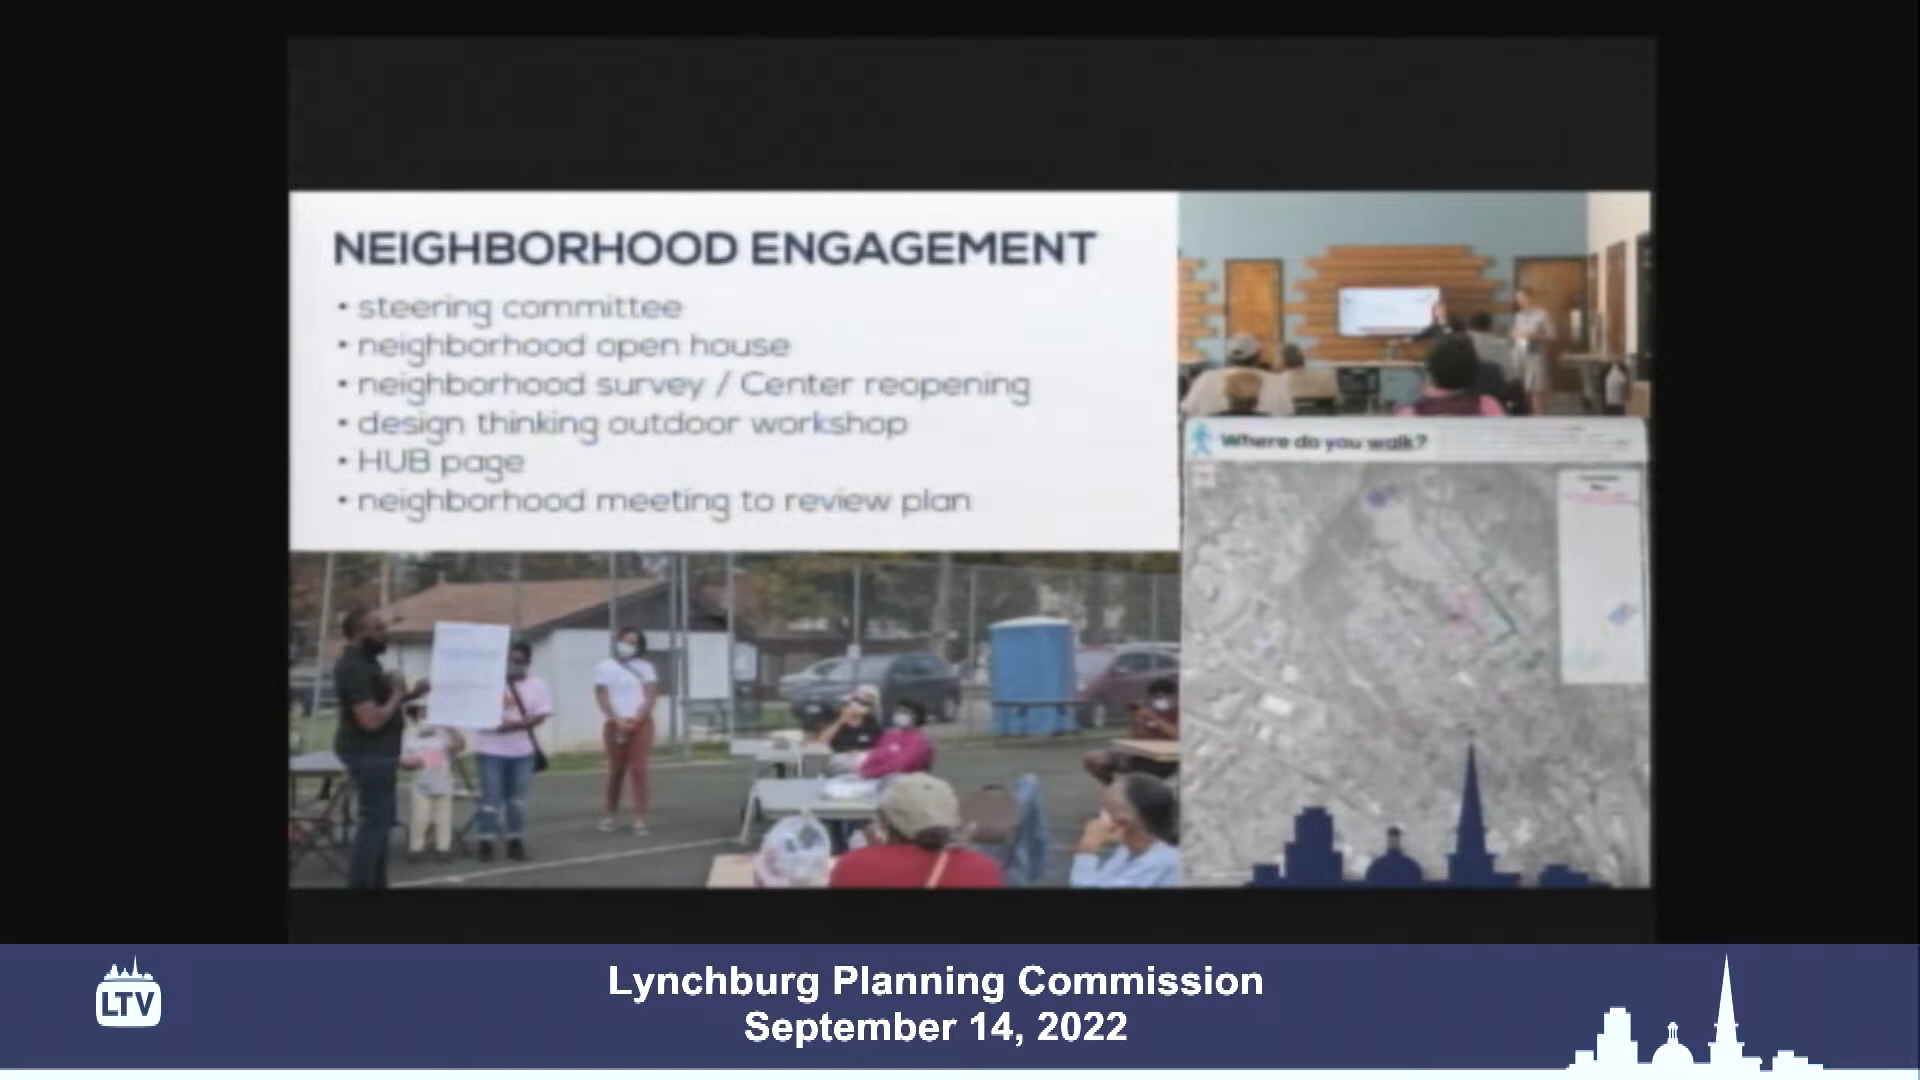 NEIGHBORHOOD ENGAGEMENT
• steering committee
• neighborhood open house
• neighborhood survey / Center reopening
• design thinking outdoor workshop
• HUB page
• neighborhood meeting to review plan
Where do you walk?
LTV
Lynchburg Planning Commission
September 14, 2022